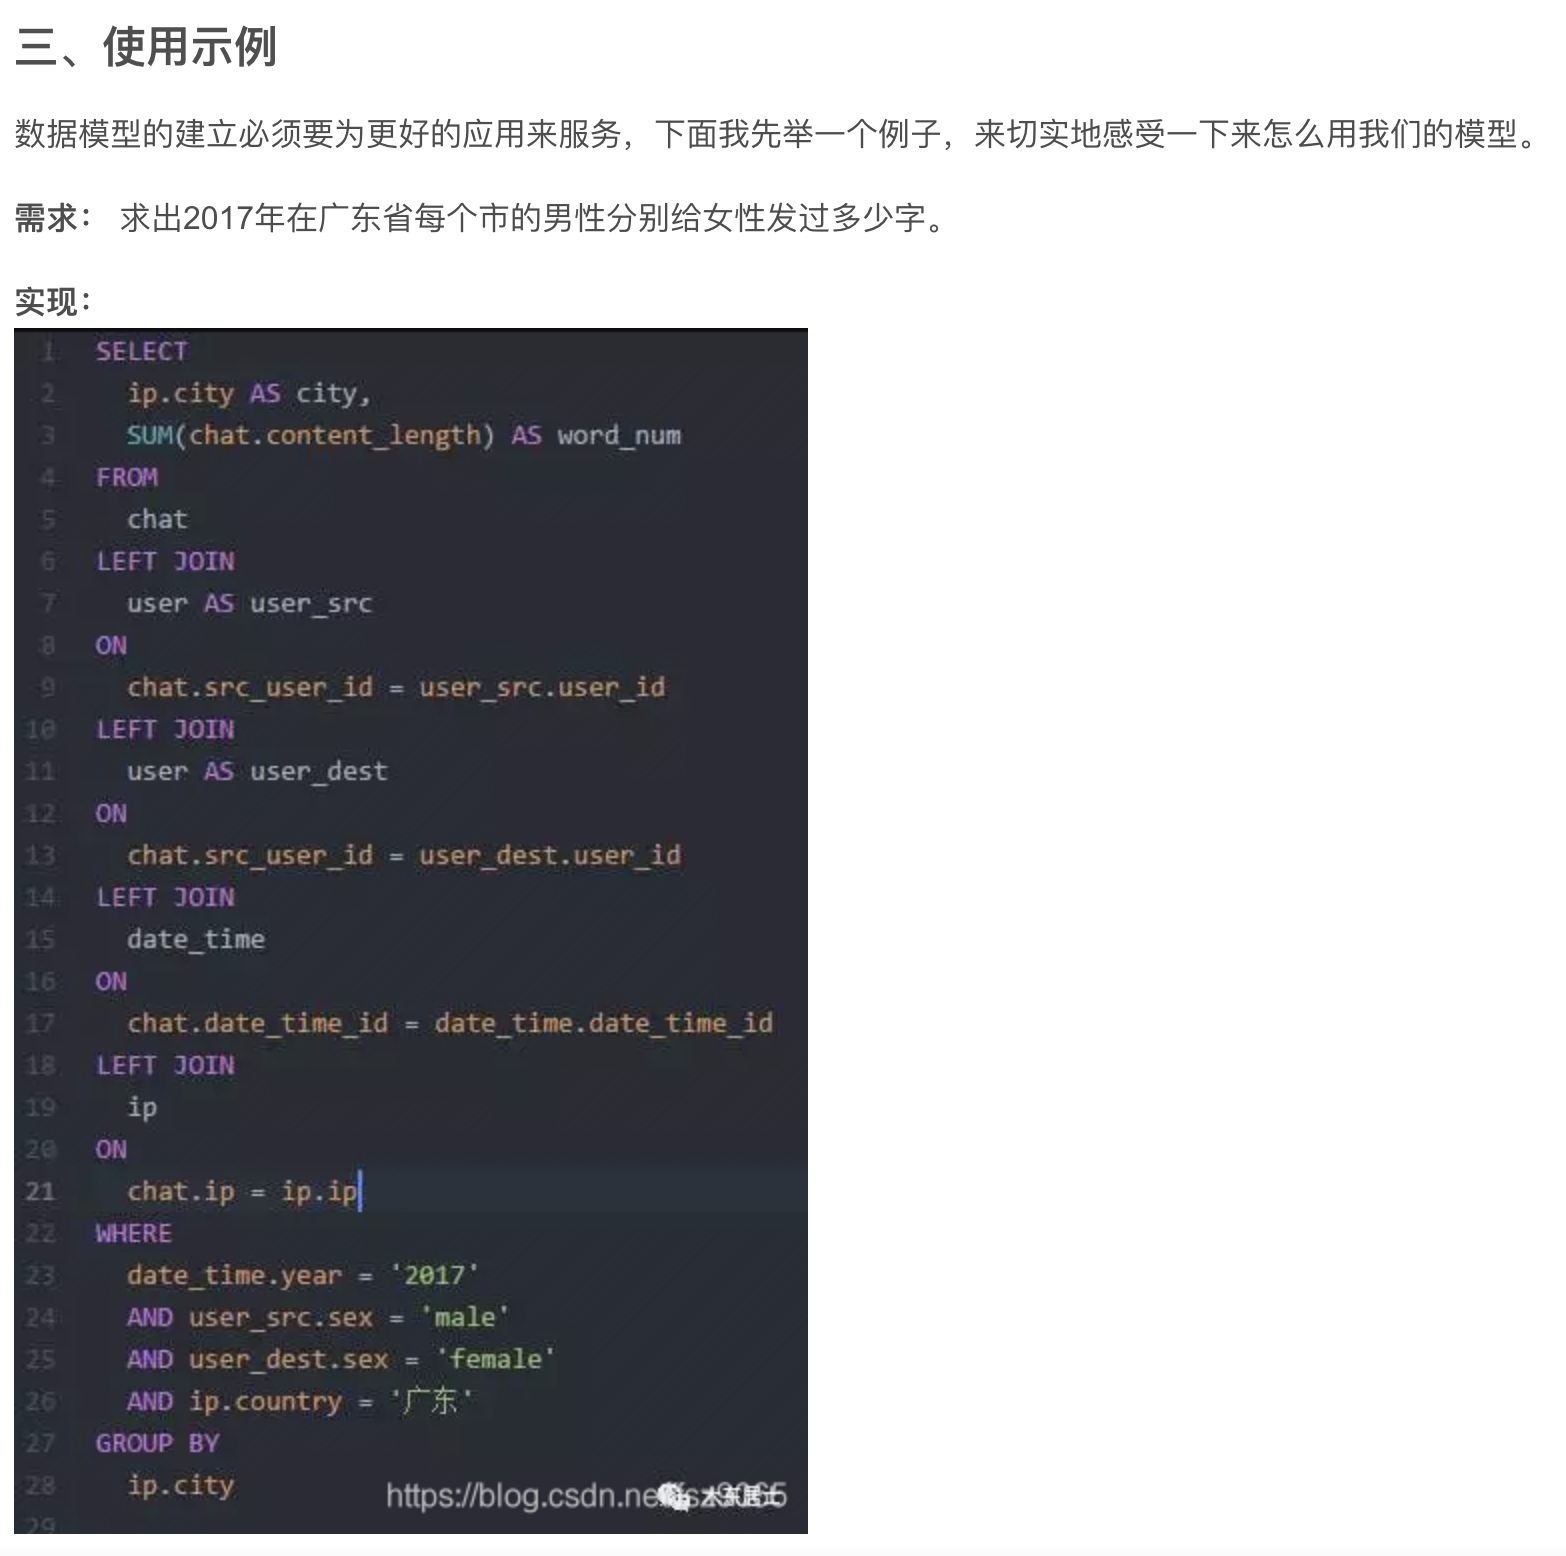 三、使用示例
数据模型的建立必须要为更好的应用来服务，下面我先举一个例子，来切实地感受一下来怎么用我们的模型。
需求： 求出2017年在广东省每个市的男性分别给女性发过多少字。
实现：
1 SELECT
2 ip.city AS city,
3 SUM(chat.content_length) AS word_num
4 FROM
5 chat
6 LEFT JOIN
7 user AS user_src
8 ON
9 chat.src_user_id = user_src.user_id
10 LEFT JOIN
11 user AS user_dest
12 ON
13 chat.src_user_id = user_dest.user_id
14 LEFT JOIN
15 date_time
16 ON
17 chat.date_time_id = date_time.date_time_id
18 LEFT JOIN
19 ip
20 ON
21 chat.ip = ip.ip
22 WHERE
23 date_time.year = '2017'
24 AND user_src.sex = 'male'
25 AND user_dest.sex = 'female'
26 AND ip.country = '广东'
27 GROUP BY
28 ip.city
https://blog.csdn.ne
木东居士
29